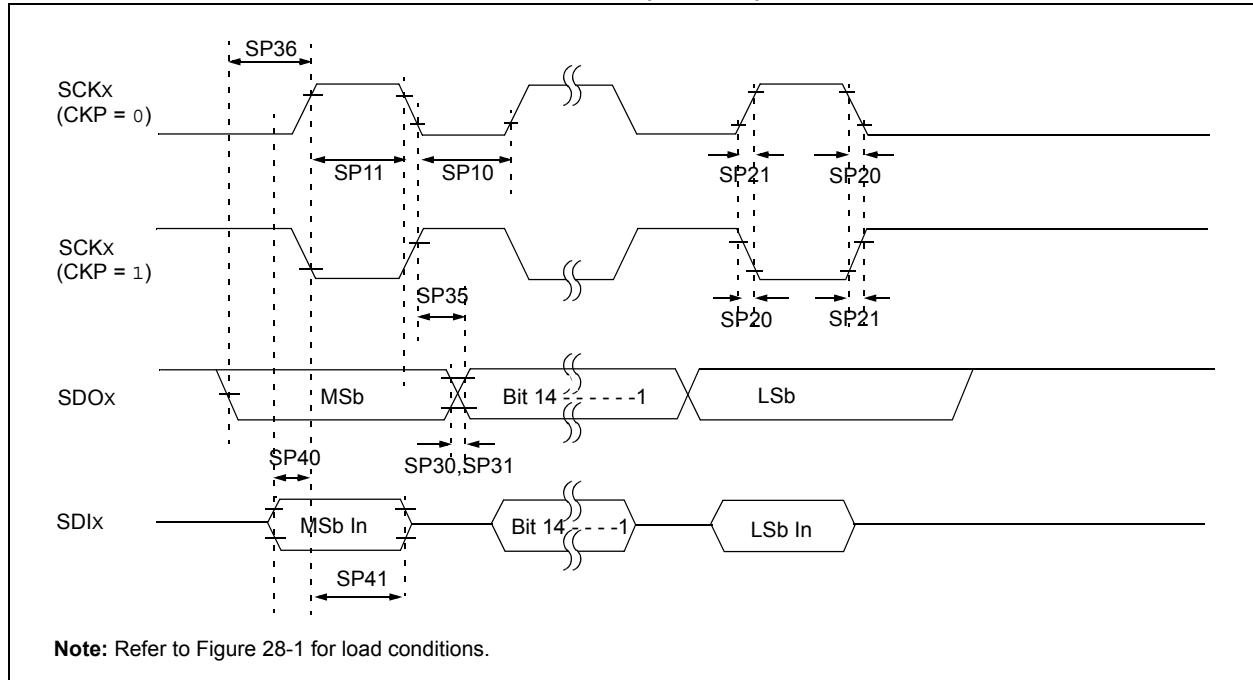 SP36
SCKx
(CKP = 0)
SP11
SP10
SP21
SP20
SCKx
(CKP = 1)
SP35
SP20
SP21
SDOx
MSb
Bit 14 - - - - - -1
LSb
SP40
SP30,SP31
SDIx
MSb In
Bit 14 - - - - -1
LSb In
SP41
Note: Refer to Figure 28-1 for load conditions.